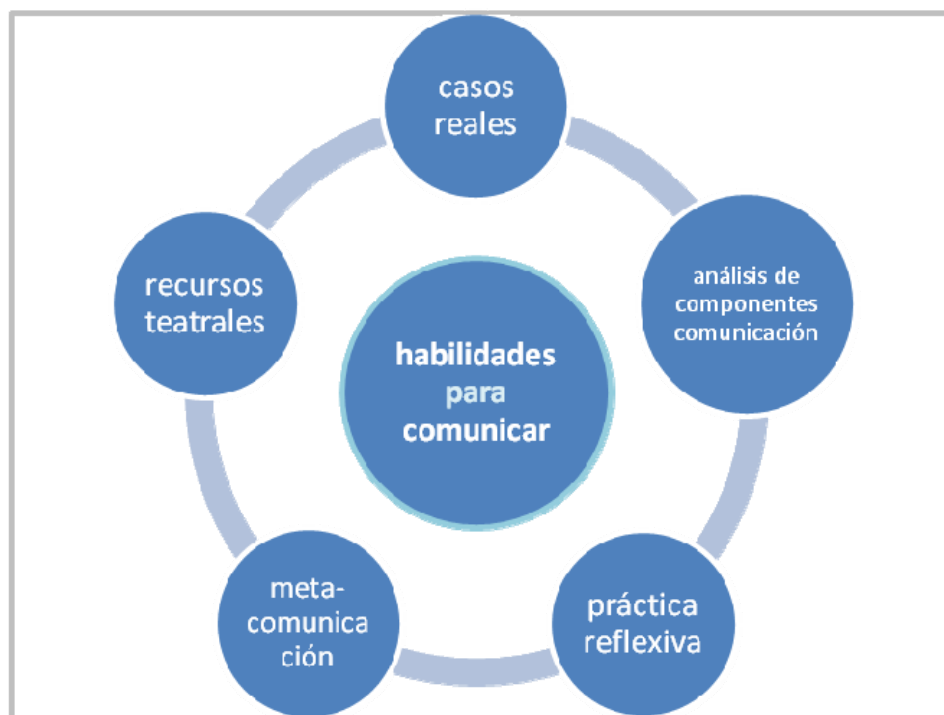 casos
reales
análisis de
componentes
comunicación
práctica
reflexiva
meta-
comunica
ción
recursos
teatrales
habilidades
para
comunicar